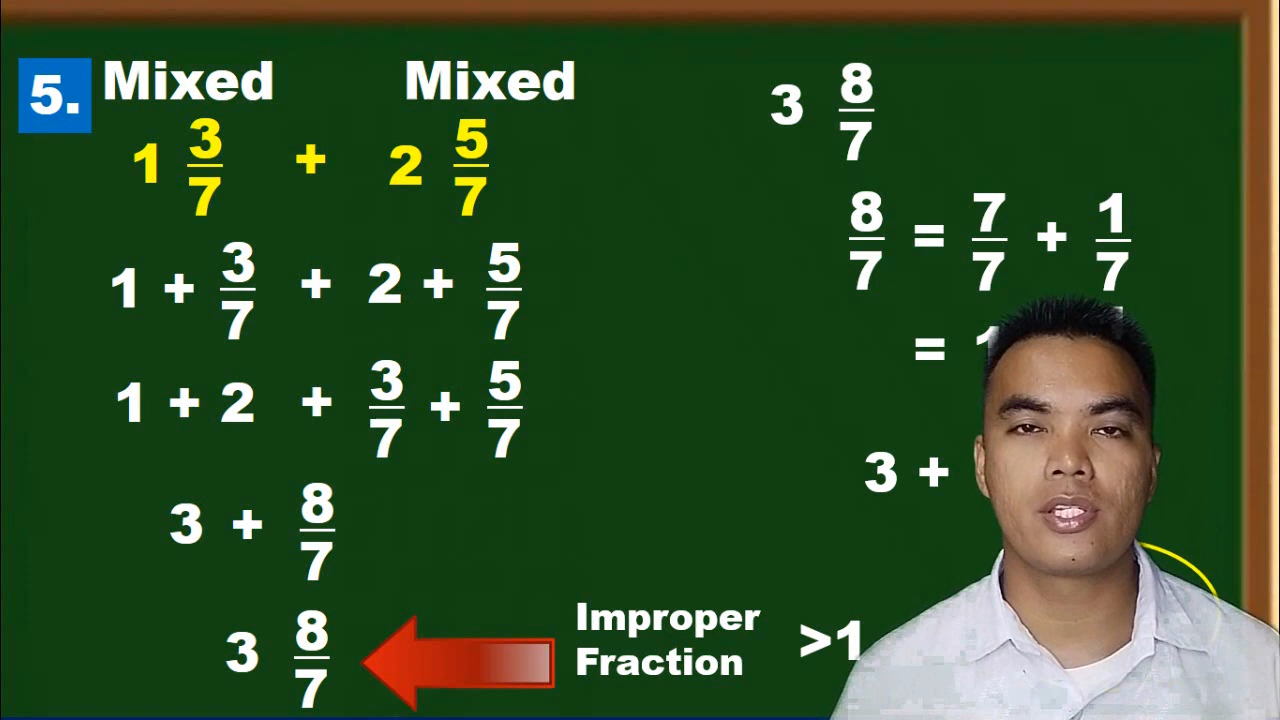 5. Mixed Mixed
1 3/7 + 2 5/7
1 + 3/7 + 2 + 5/7
1 + 2 + 3/7 + 5/7
3 + 8/7
3 8/7
Improper
Fraction
>1
3 8/7
8/7 = 7/7 + 1/7
= 1
3 +